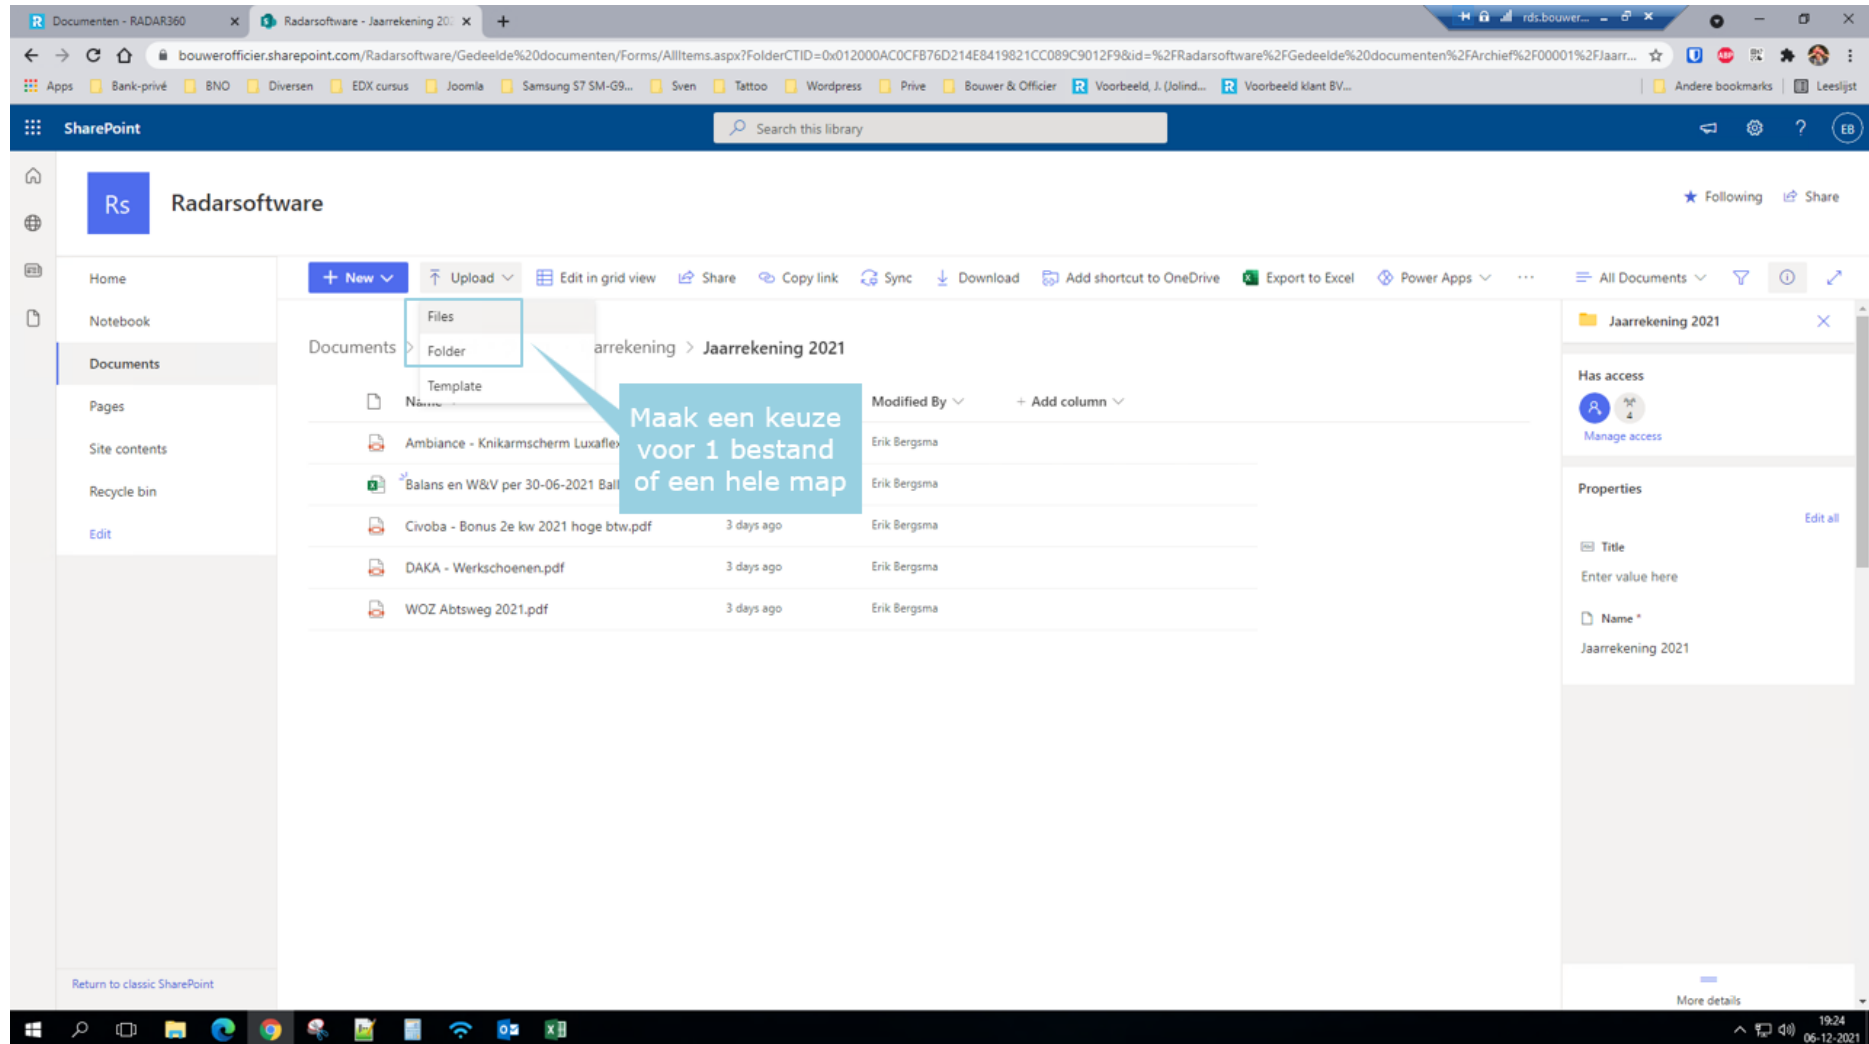 Documenten - RADAR360
Radarsoftware - Jaarrekening 202
rds.bouwer...
bouwerofficier.sharepoint.com/Radarsoftware/Gedeelde%20documenten/Forms/AllItems.aspx?FolderCTID=0x012000AC0CFB76D214E8419821CC089C9012F9&id=%2FRadarsoftware%2FGedeelde%20documenten%2FArchief%2F00001%2FJaarr...
Apps Bank-privé BNO Diversen EDX cursus Joomla Samsung S7 SM-G9... Sven Tattoo Wordpress Prive Bouwer & Officier Voorbeeld, J. (Jolind... Voorbeeld klant BV... Andere bookmarks Leeslijst
SharePoint
Search this library
?
EB
Rs
Radarsoftware
Following Share
Home
Notebook
Documents
Pages
Site contents
Recycle bin
Edit
Return to classic SharePoint
+ New Upload Edit in grid view Share Copy link Sync Download Add shortcut to OneDrive Export to Excel Power Apps ... All Documents
Files
Folder
Template
Documents > arrekening > Jaarrekening 2021
Name Modified By + Add column
Maak een keuze
voor 1 bestand
of een hele map
Ambiance - Knikarmscherm Luxaflex Erik Bergsma
Balans en W&V per 30-06-2021 Ball Erik Bergsma
Civoba - Bonus 2e kw 2021 hoge btw.pdf 3 days ago Erik Bergsma
DAKA - Werkschoenen.pdf 3 days ago Erik Bergsma
WOZ Abtsweg 2021.pdf 3 days ago Erik Bergsma
Jaarrekening 2021
Has access
4
Manage access
Properties
Edit all
Title
Enter value here
Name *
Jaarrekening 2021
More details
19:24
06-12-2021